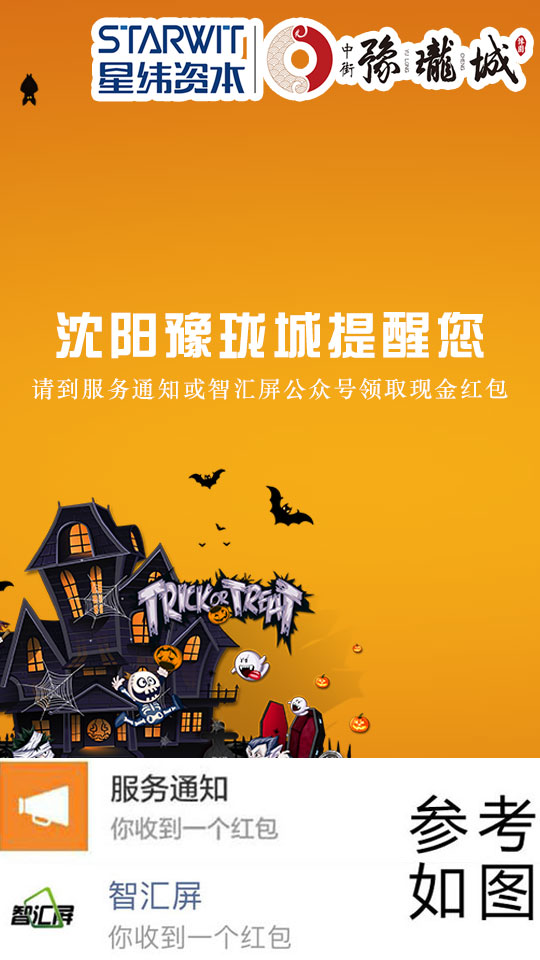 STARWIT
星纬资本
中街
豫瓏城
YU LONG
CHENG
沈阳豫珑城提醒您
请到服务通知或智汇屏公众号领取现金红包
TRICK OR TREAT
服务通知
你收到一个红包
参考
如图
智汇屏
智汇屏
你收到一个红包